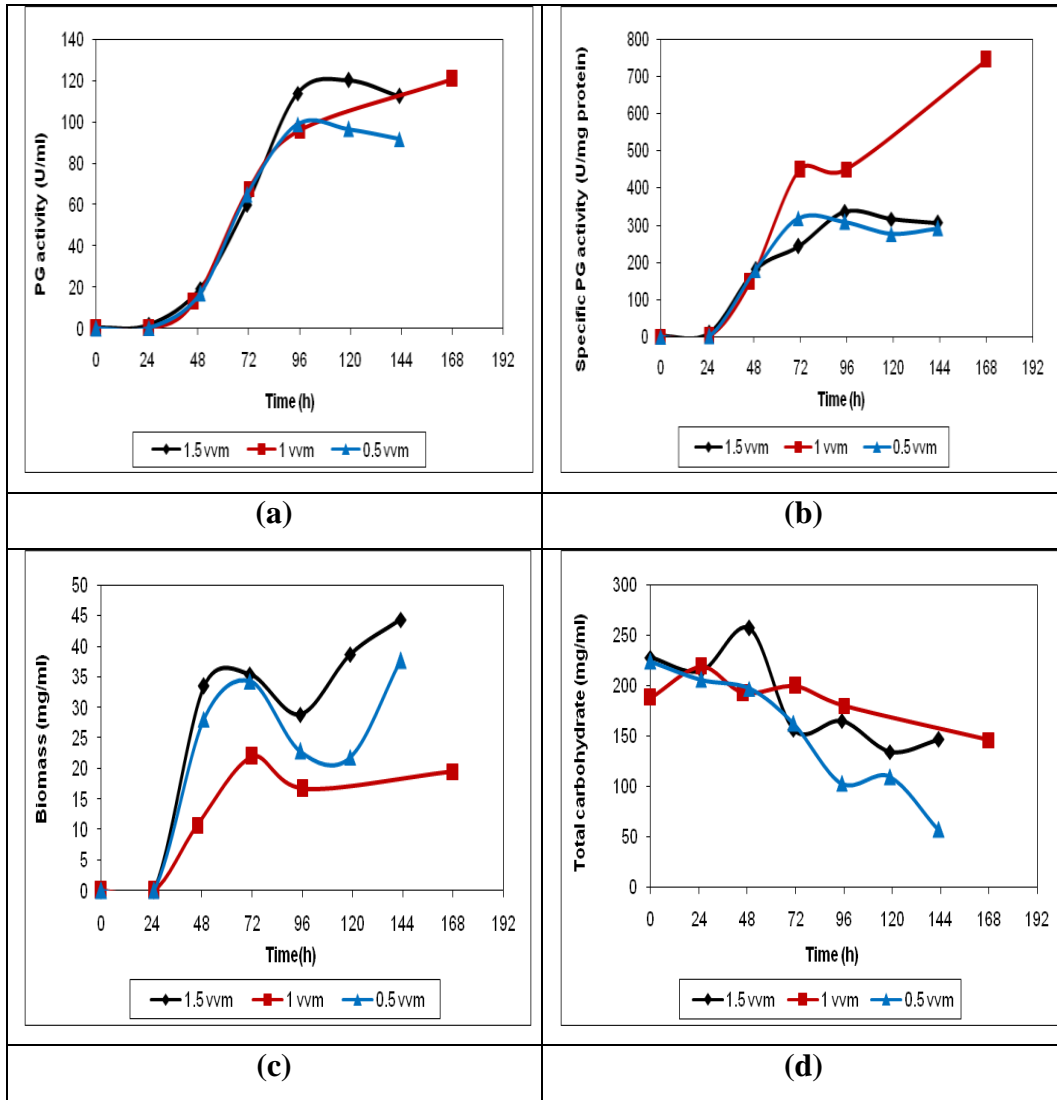 PG activity (U/ml)
140
120
100
80
60
40
20
0
0 24 48 72 96 120 144 168 192
Time (h)
1.5 vvm 1 vvm 0.5 vvm
(a)
Specific PG activity (U/mg protein)
800
700
600
500
400
300
200
100
0
0 24 48 72 96 120 144 168 192
Time (h)
1.5 vvm 1 vvm 0.5 vvm
(b)
Biomass (mg/ml)
50
45
40
35
30
25
20
15
10
5
0
0 24 48 72 96 120 144 168 192
Time(h)
1.5 vvm 1 vvm 0.5 vvm
(c)
Total carbohydrate (mg/ml)
300
250
200
150
100
50
0
0 24 48 72 96 120 144 168 192
Time (h)
1.5 vvm 1 vvm 0.5 vvm
(d)